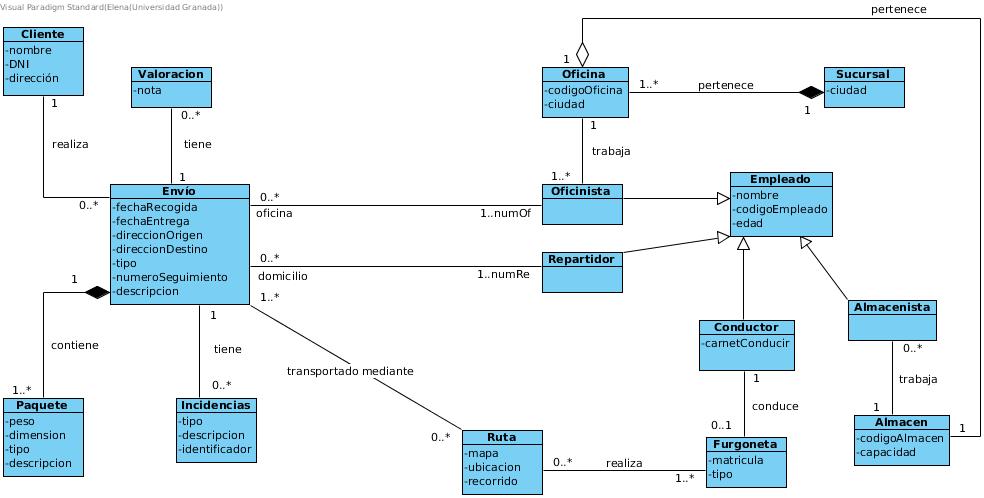 Visual Paradigm Standard(Elena(Universidad Granada))
pertenece
Cliente
-nombre
-DNI
-dirección
1
realiza
0..*
Valoracion
-nota
0..*
tiene
1
Oficina
-codigoOficina
-ciudad
1
1..*
pertenece
1
Sucursal
-ciudad
1
trabaja
1..*
Envío
-fechaRecogida
-fechaEntrega
-direccionOrigen
-direccionDestino
-tipo
-numeroSeguimiento
-descripcion
0..*
oficina
1..numOf
Oficinista
Empleado
-nombre
-codigoEmpleado
-edad
0..*
domicilio
1..numRe
Repartidor
1..*
transportado mediante
0..*
1
contiene
1..*
1
tiene
0..*
Conductor
-carnetConducir
1
conduce
0..1
Almacenista
0..*
trabaja
1
Paquete
-peso
-dimension
-tipo
-descripcion
Incidencias
-tipo
-descripcion
-identificador
Ruta
-mapa
-ubicacion
-recorrido
0..*
realiza
1..*
Furgoneta
-matricula
-tipo
Almacen
-codigoAlmacen
-capacidad
1